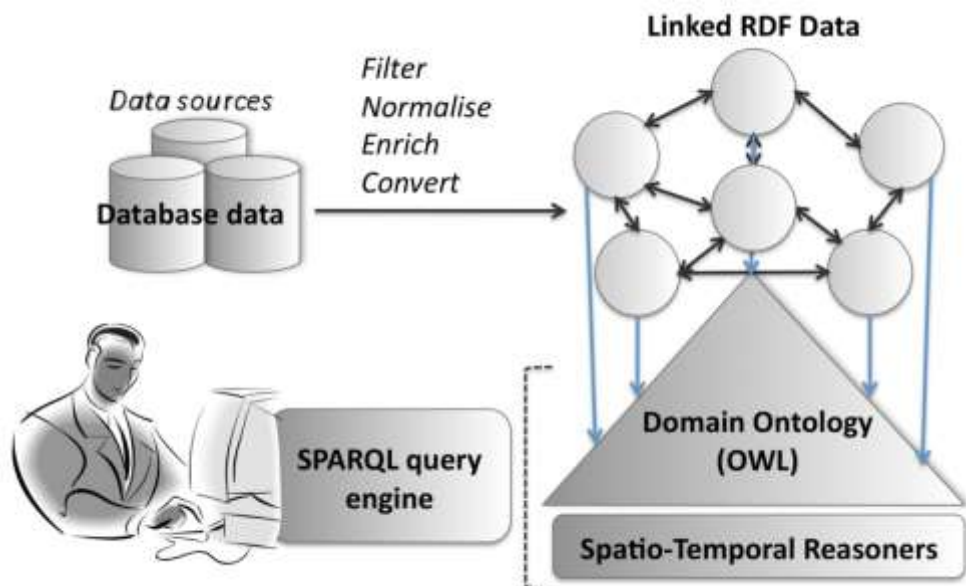 Linked RDF Data
Data sources
Database data
Filter
Normalise
Enrich
Convert
SPARQL query
engine
Domain Ontology
(OWL)
Spatio-Temporal Reasoners